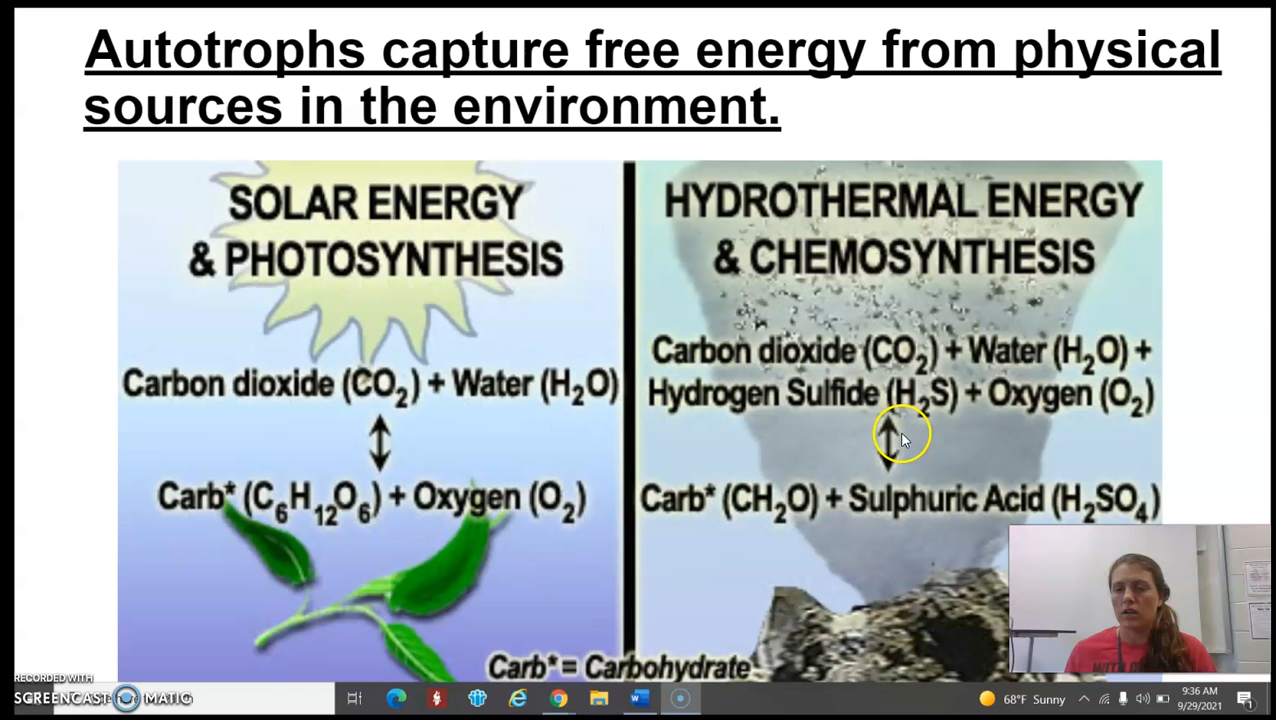 Autotrophs capture free energy from physical
sources in the environment.
SOLAR ENERGY
& PHOTOSYNTHESIS
Carbon dioxide (CO2) + Water (H2O)
Carb* (C6H12O6) + Oxygen (O2)
HYDROTHERMAL ENERGY
& CHEMOSYNTHESIS
Carbon dioxide (CO2) + Water (H2O) +
Hydrogen Sulfide (H2S) + Oxygen (O2)
Carb* (CH2O) + Sulphuric Acid (H2SO4)
Carb* = Carbohydrate
RECORDED WITH
SCREENCAST MATIC
68°F Sunny
9:36 AM
9/29/2021